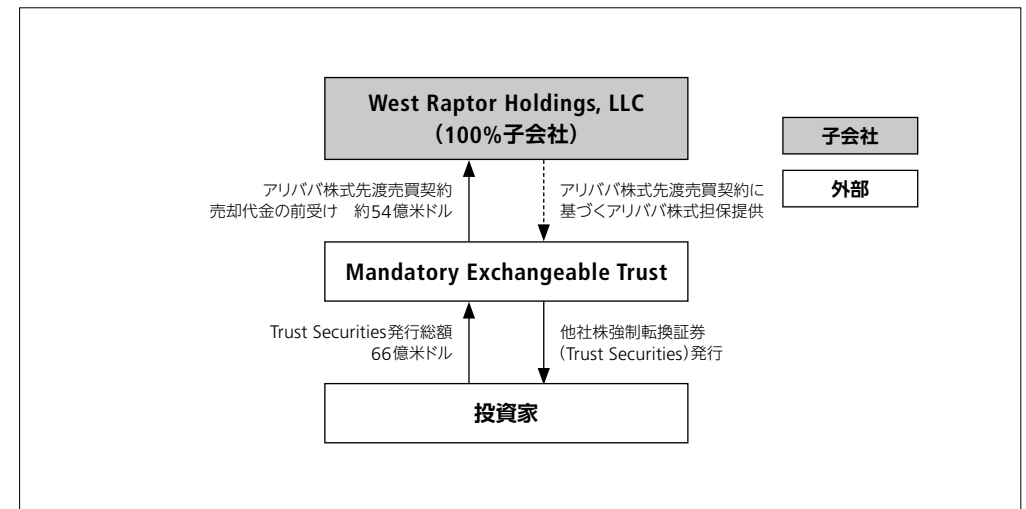 West Raptor Holdings, LLC
（100%子会社）
子会社
外部
アリババ株式先渡売買契約
売却代金の前受け　約54億米ドル
アリババ株式先渡売買契約に
基づくアリババ株式担保提供
Mandatory Exchangeable Trust
Trust Securities発行総額
66億米ドル
他社株強制転換証券
（Trust Securities）発行
投資家